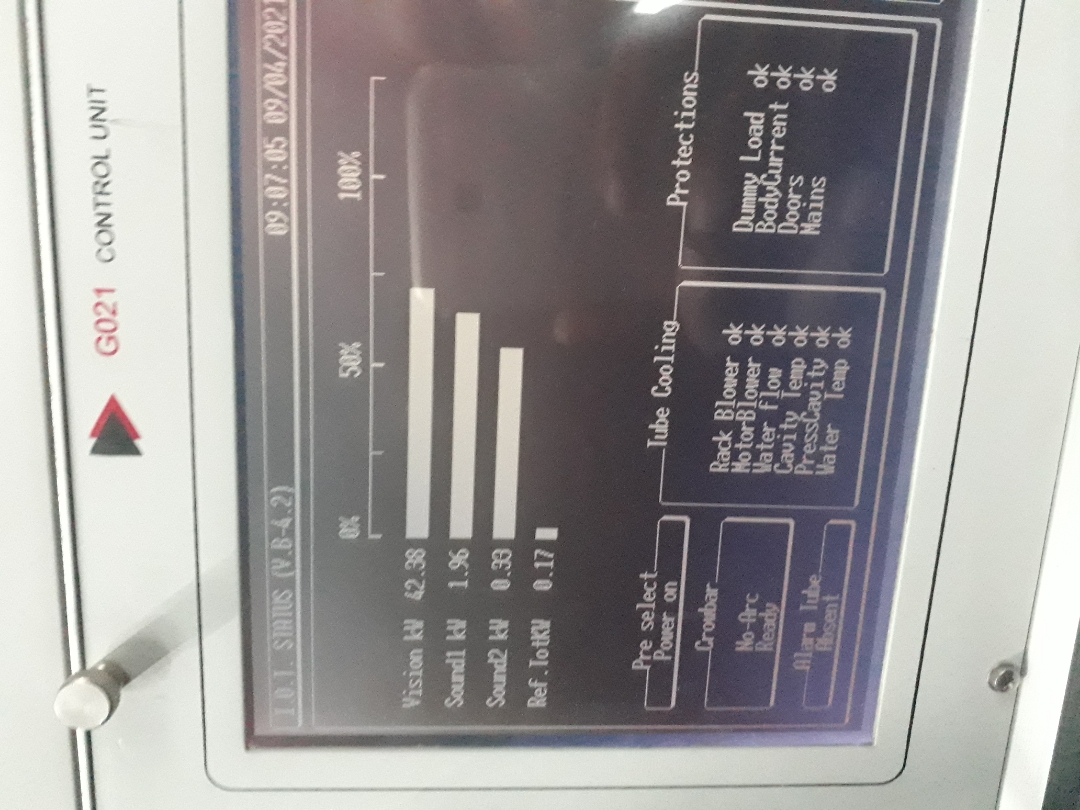 G021 CONTROL UNIT
I.O.T. STATUS (V.B-4.2) 09:07:05 09/04/2021
0% 50% 100%
Vision kW 42.38
Sound1 kW 1.96
Sound2 kW 0.33
Ref.TotKW 0.17
Pre select
Power on
Crowbar
No-Arc
Ready
Alarm Tube
Absent
Tube Cooling
Rack Blower ok
MotorBlower ok
Water flow ok
Cavity Temp ok
PressCavity ok
Water Temp ok
Protections
Dummy Load ok
BodyCurrent ok
Doors ok
Mains ok